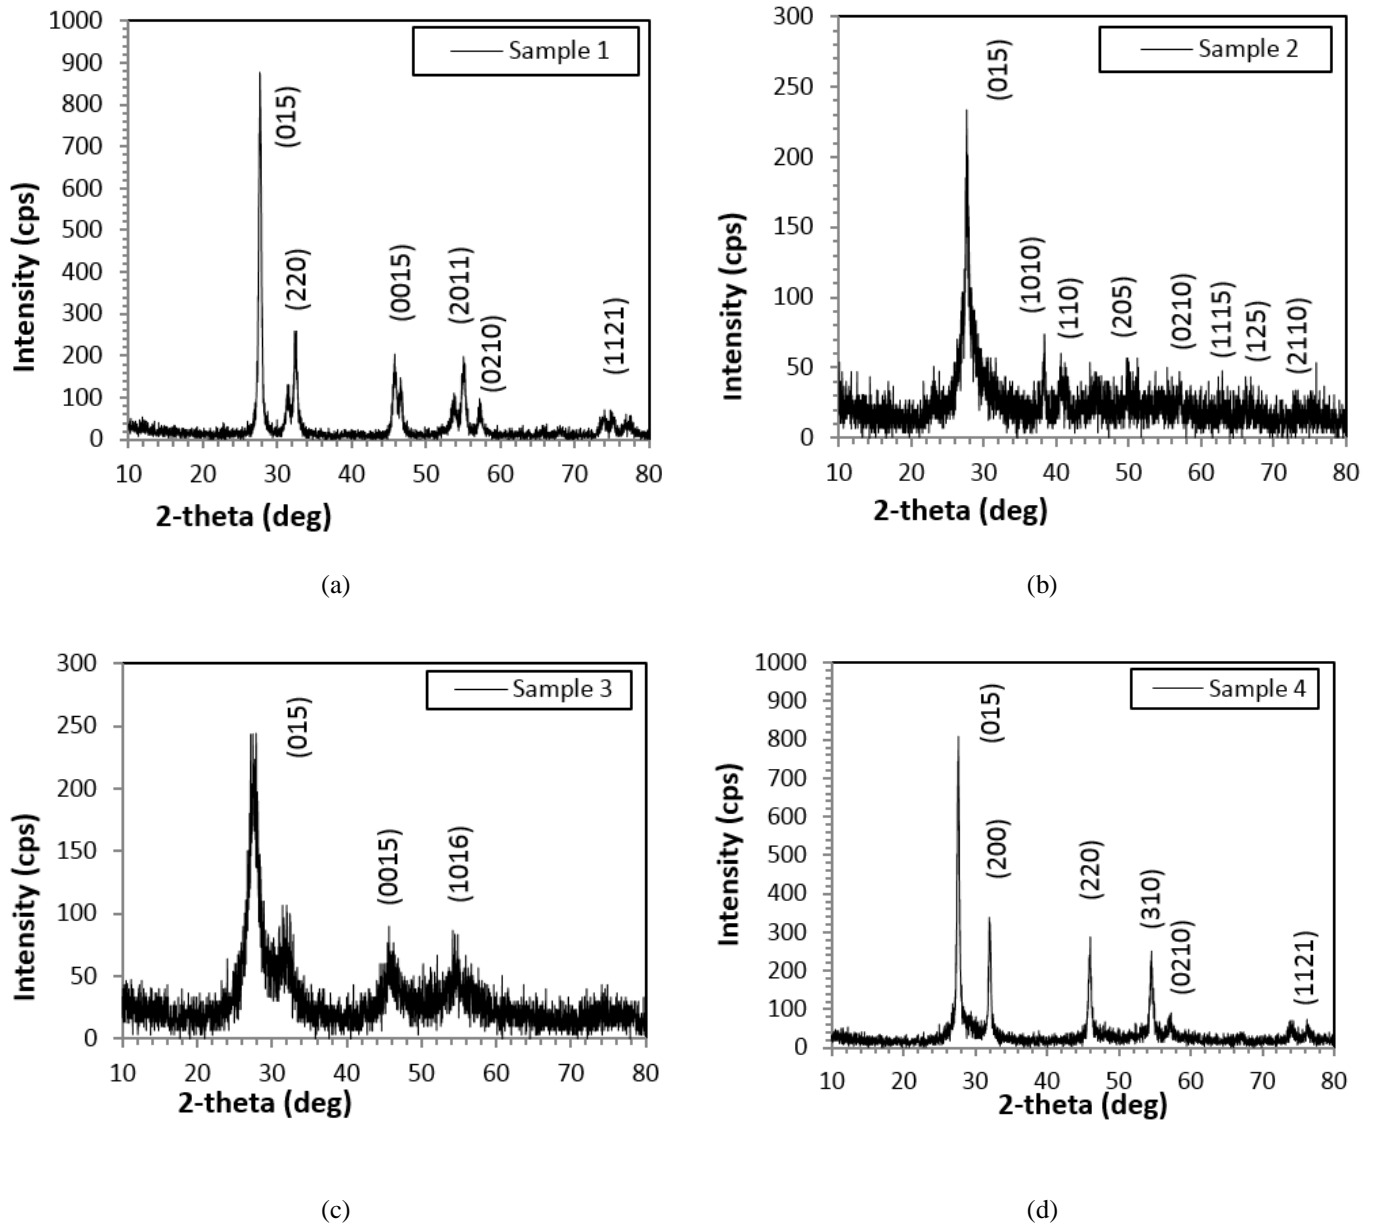 Sample 1
(015)
(220)
(0015)
(2011)
(0210)
(1121)
1000
900
800
700
600
500
400
300
200
100
0
Intensity (cps)
10 20 30 40 50 60 70 80
2-theta (deg)
(a)
Sample 2
(015)
(1010)
(110)
(205)
(0210)
(1115)
(125)
(2110)
300
250
200
150
100
50
0
Intensity (cps)
10 20 30 40 50 60 70 80
2-theta (deg)
(b)
Sample 3
(015)
(0015)
(1016)
300
250
200
150
100
50
0
Intensity (cps)
10 20 30 40 50 60 70 80
2-theta (deg)
(c)
Sample 4
(015)
(200)
(220)
(310)
(0210)
(1121)
1000
900
800
700
600
500
400
300
200
100
0
Intensity (cps)
10 20 30 40 50 60 70 80
2-theta (deg)
(d)